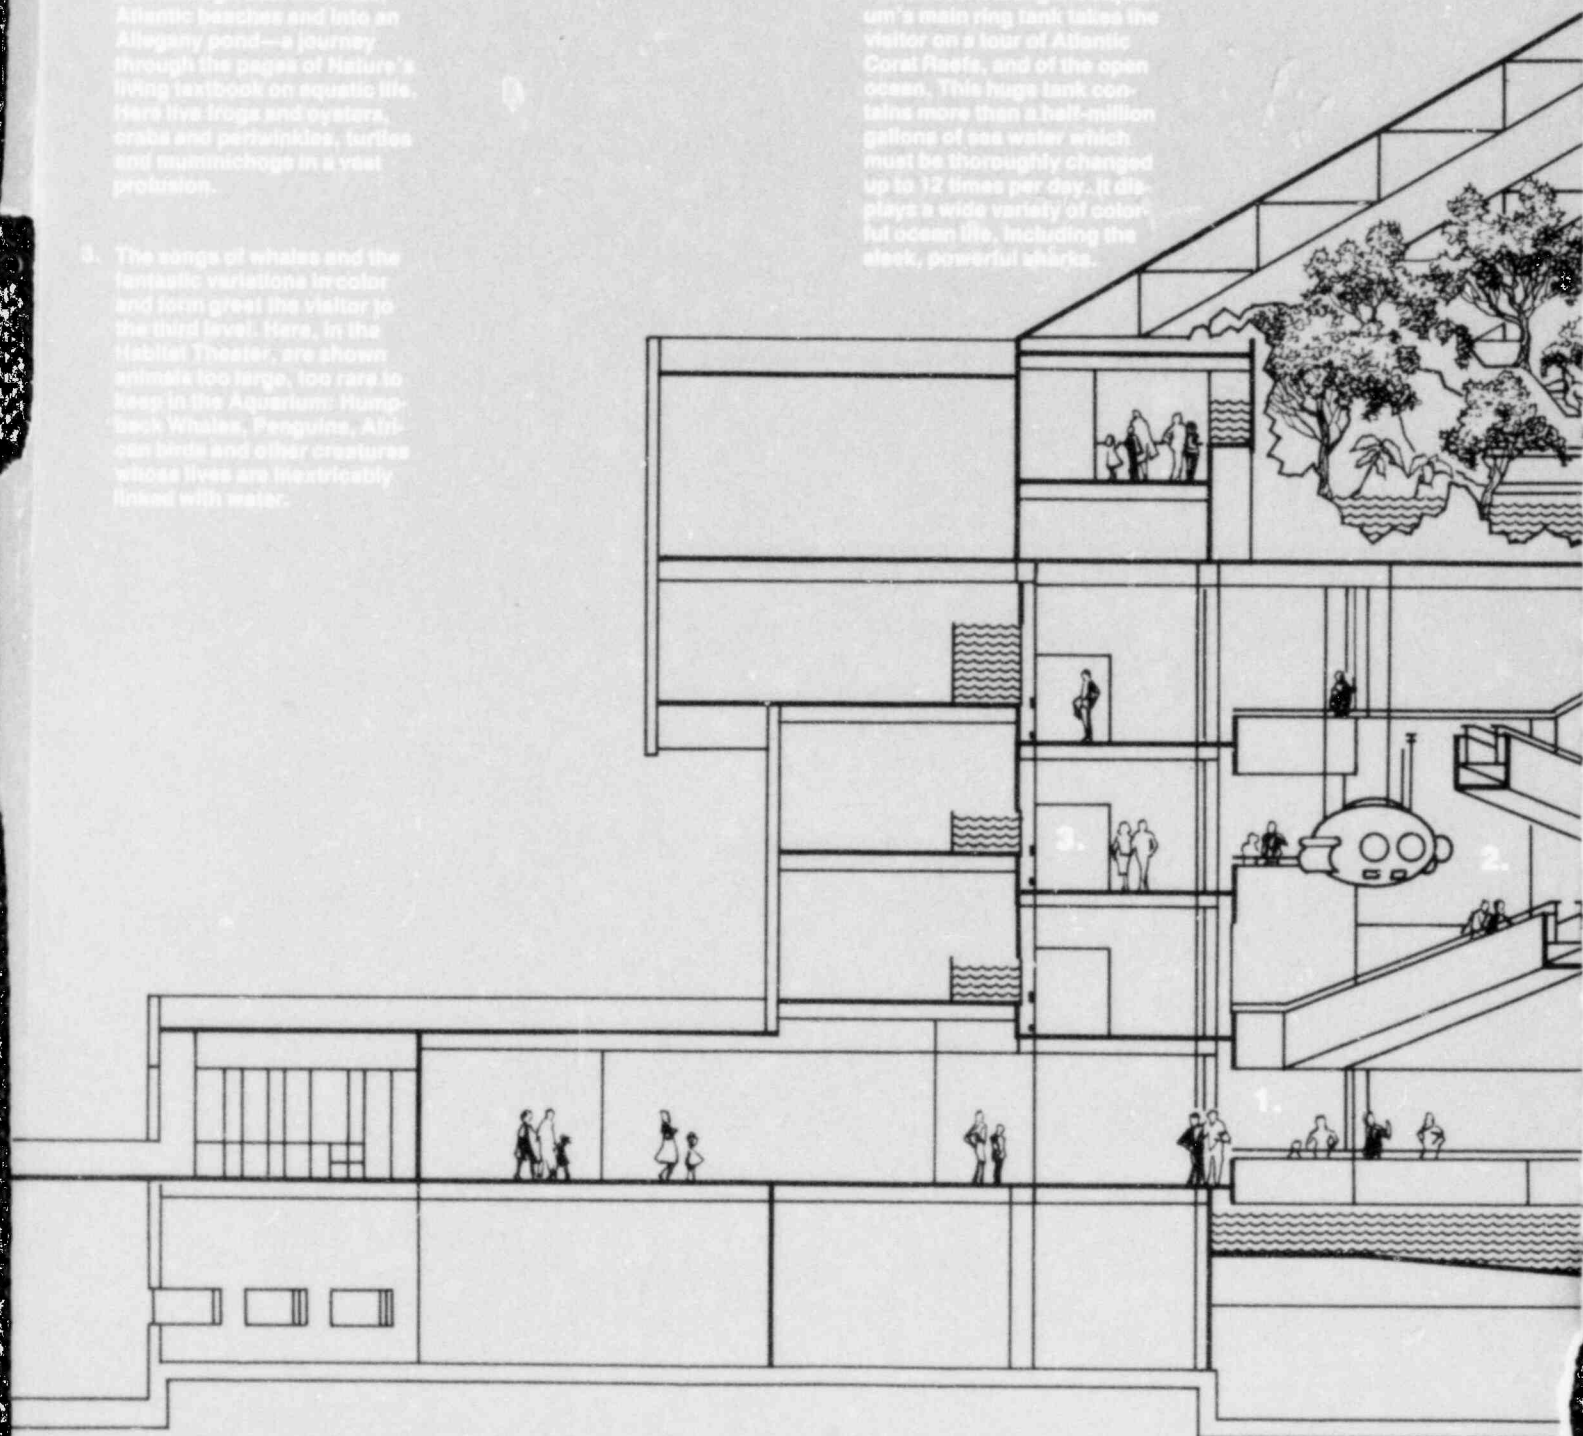 Atlantic beaches and into an
Allegany pond—a journey
through the pages of Nature's
living textbook on aquatic life.
Here live frogs and oysters,
crabs and periwinkles, turtles
and mummichogs in a vast
profusion.
3. The songs of whales and the
fantastic variations in color
and form greet the visitor to
the third level. Here, in the
Habitat Theater, are shown
animals too large, too rare to
keep in the Aquarium: Hump-
back Whales, Penguins, Afri-
can birds and other creatures
whose lives are inextricably
linked with water.
um's main ring tank takes the
visitor on a tour of Atlantic
Coral Reefs, and of the open
ocean. This huge tank con-
tains more than a half-million
gallons of sea water which
must be thoroughly changed
up to 12 times per day. It dis-
plays a wide variety of color-
ful ocean life, including the
sleek, powerful sharks.
3.
2.
1.